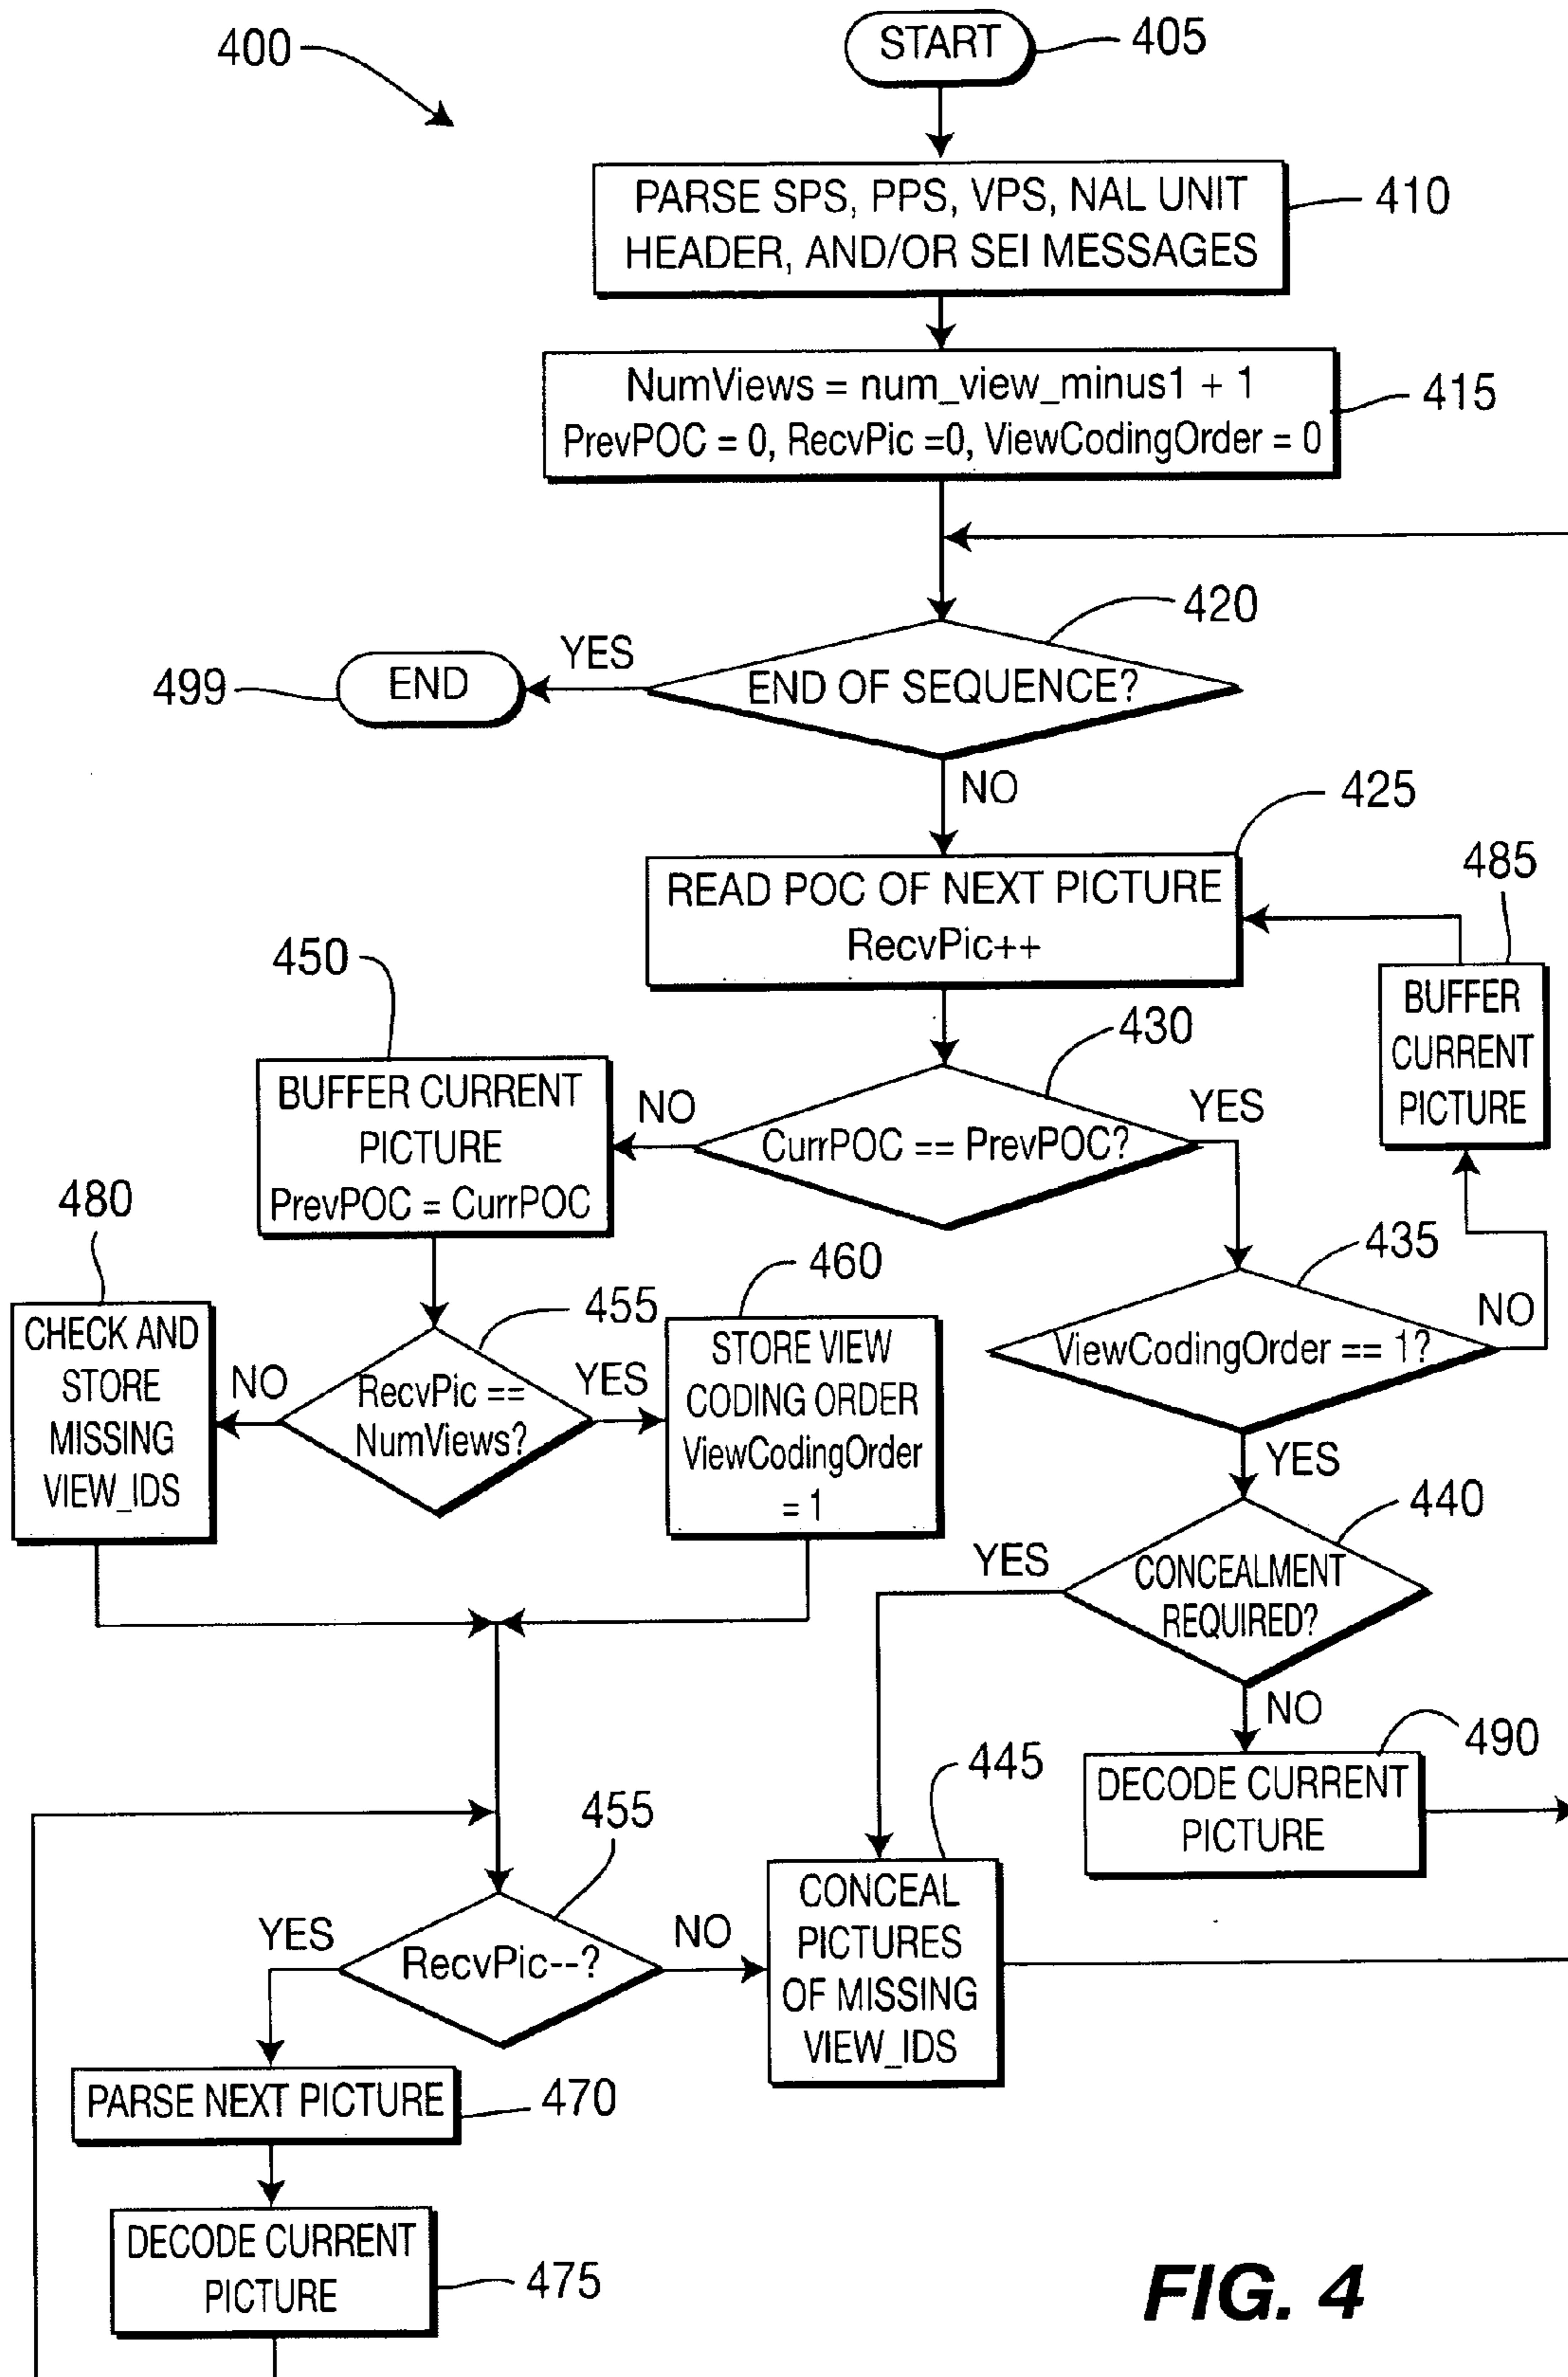 400
START
405
PARSE SPS, PPS, VPS, NAL UNIT
HEADER, AND/OR SEI MESSAGES
410
NumViews = num_view_minus1 + 1
PrevPOC = 0, RecvPic =0, ViewCodingOrder = 0
415
420
END OF SEQUENCE?
YES
END
499
NO
425
READ POC OF NEXT PICTURE
RecvPic++
485
BUFFER
CURRENT
PICTURE
430
CurrPOC == PrevPOC?
NO
YES
450
BUFFER CURRENT
PICTURE
PrevPOC = CurrPOC
435
ViewCodingOrder == 1?
NO
YES
480
CHECK AND
STORE
MISSING
VIEW_IDS
455
RecvPic ==
NumViews?
NO
YES
460
STORE VIEW
CODING ORDER
ViewCodingOrder
= 1
440
CONCEALMENT
REQUIRED?
YES
NO
490
DECODE CURRENT
PICTURE
445
CONCEAL
PICTURES
OF MISSING
VIEW_IDS
455
RecvPic--?
YES
NO
PARSE NEXT PICTURE
470
DECODE CURRENT
PICTURE
475
FIG. 4